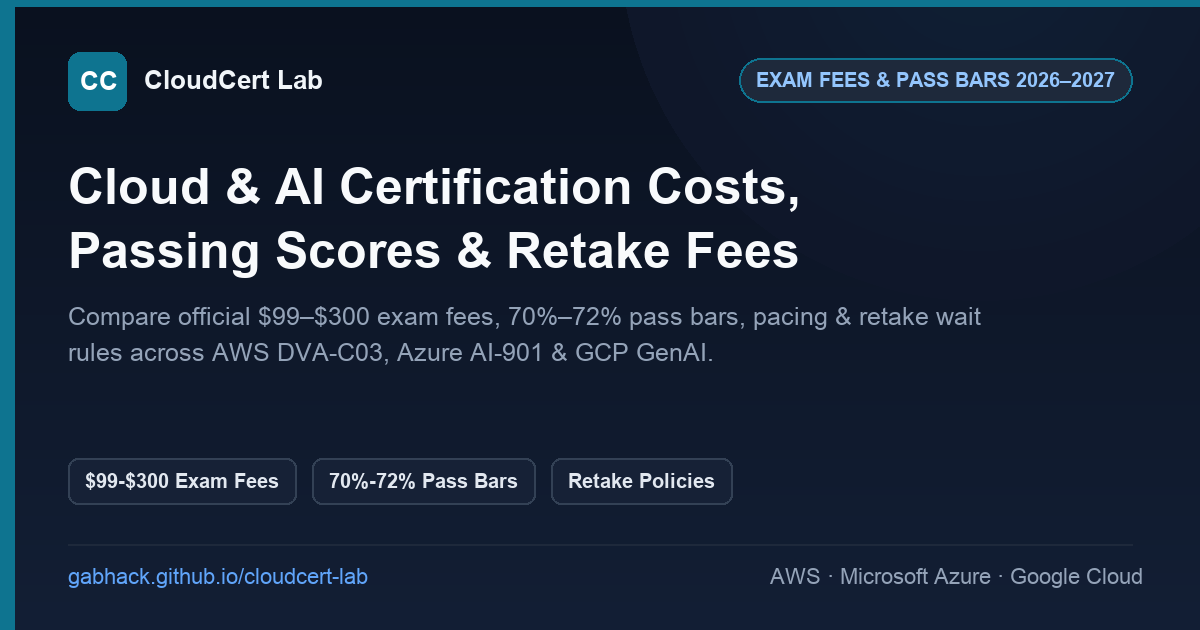 CC
CloudCert Lab
EXAM FEES & PASS BARS 2026–2027
Cloud & AI Certification Costs,
Passing Scores & Retake Fees
Compare official $99–$300 exam fees, 70%–72% pass bars, pacing & retake wait
rules across AWS DVA-C03, Azure AI-901 & GCP GenAI.
$99-$300 Exam Fees
70%-72% Pass Bars
Retake Policies
gabhack.github.io/cloudcert-lab
AWS · Microsoft Azure · Google Cloud